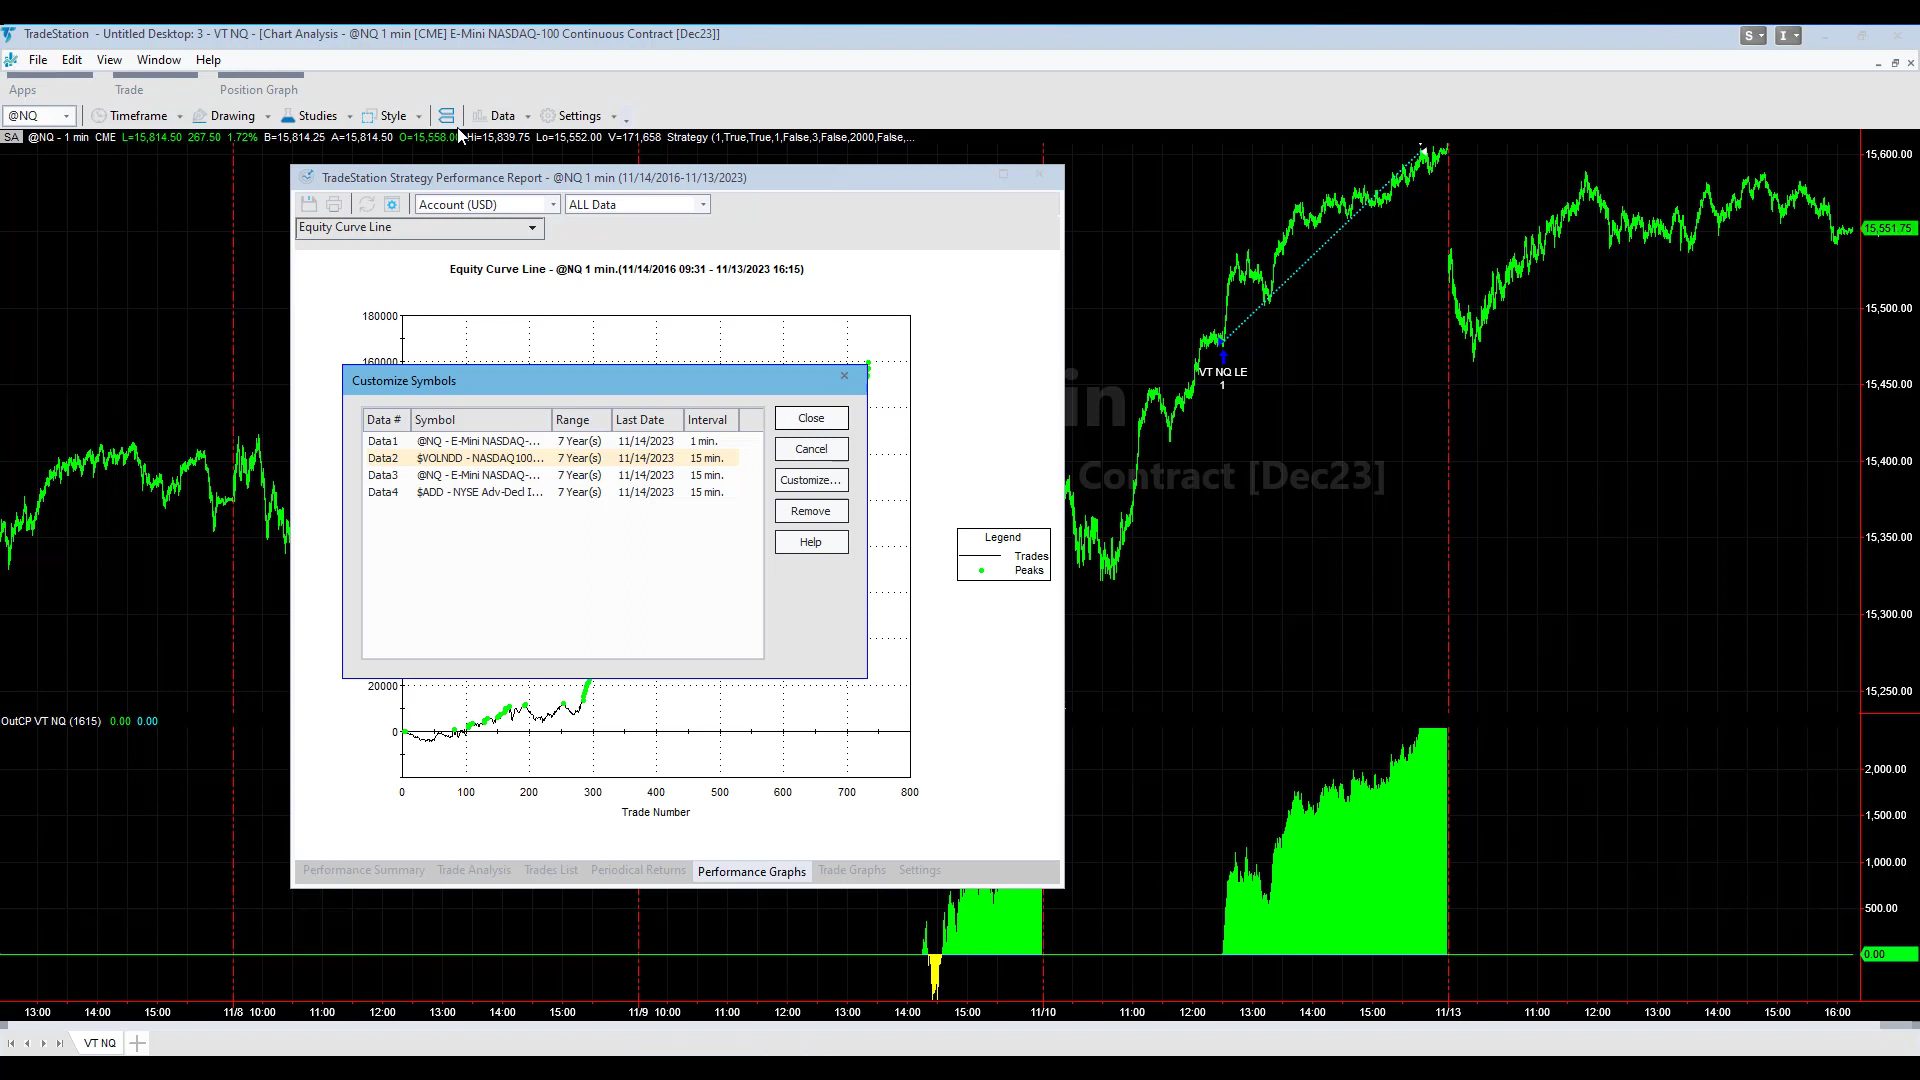 TradeStation - Untitled Desktop: 3 - VT NQ - [Chart Analysis - @NQ 1 min [CME] E-Mini NASDAQ-100 Continuous Contract [Dec23]]
S I
File Edit View Window Help
Apps Trade Position Graph
@NQ Timeframe Drawing Studies Style Data Settings
SA @NQ - 1 min CME L=15,814.50 267.50 1.72% B=15,814.25 A=15,814.50 Hi=15,839.75 Lo=15,552.00 V=171,658 Strategy (1,True,True,1,False,3,False,2000,False,...
TradeStation Strategy Performance Report - @NQ 1 min (11/14/2016-11/13/2023)
Account (USD) ALL Data
Equity Curve Line
Equity Curve Line - @NQ 1 min.(11/14/2016 09:31 - 11/13/2023 16:15)
180000
160000
Customize Symbols
Data # Symbol Range Last Date Interval
Data1 @NQ - E-Mini NASDAQ-... 7 Year(s) 11/14/2023 1 min.
Data2 $VOLNDD - NASDAQ100... 7 Year(s) 11/14/2023 15 min.
Data3 @NQ - E-Mini NASDAQ-... 7 Year(s) 11/14/2023 15 min.
Data4 $ADD - NYSE Adv-Decl I... 7 Year(s) 11/14/2023 15 min.
Close
Cancel
Customize...
Remove
Help
Legend
Trades
Peaks
20000
0
0 100 200 300 400 500 600 700 800
Trade Number
Performance Summary Trade Analysis Trades List Periodical Returns Performance Graphs Trade Graphs Settings
VT NQ LE
1
Contract [Dec23]
15,600.00
15,551.75
15,500.00
15,450.00
15,400.00
15,350.00
15,300.00
15,250.00
OutCP VT NQ (1615) 0.00 0.00
2,000.00
1,500.00
1,000.00
500.00
0.00
13:00 14:00 15:00 11/8 10:00 11:00 12:00 13:00 14:00 15:00 11/9 10:00 11:00 12:00 13:00 14:00 15:00 11/10 11:00 12:00 13:00 14:00 15:00 11/13 11:00 12:00 13:00 14:00 15:00 16:00
VT NQ